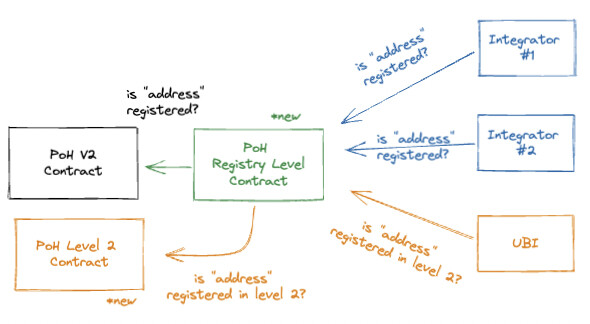 Integrator
#1
is "address"
registered?
is "address"
registered?
*new
PoH V2
Contract
PoH
Registry Level
Contract
is "address"
registered?
Integrator
#2
PoH Level 2
Contract
*new
is "address"
registered in level 2?
is "address"
registered in level 2?
UBI